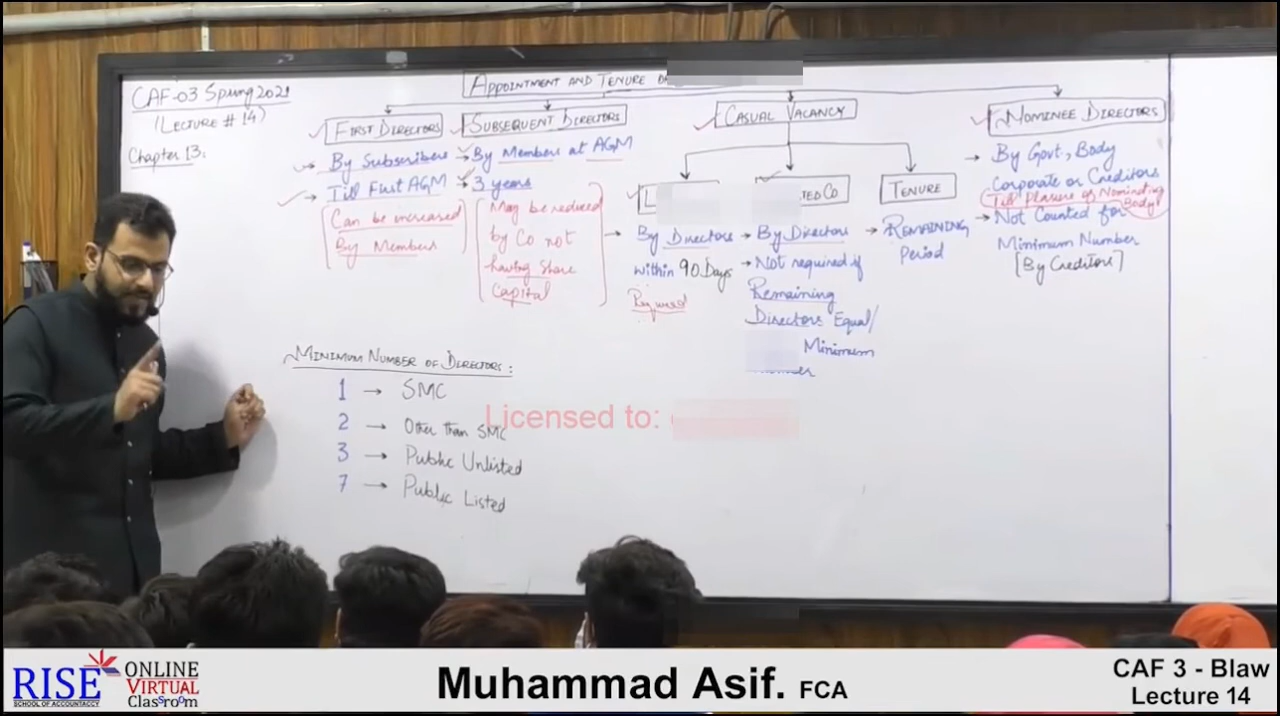 APPOINTMENT AND TENURE
CAF-03 Spring 2021
(LECTURE # 14)
Chapter 13:
FIRST DIRECTORS
By Subscribers
Till First AGM
Can be increased
By Members
SUBSEQUENT DIRECTORS
By Members at AGM
3 years
May be reduced
by Co not
having Share
Capital
CASUAL VACANCY
L
By Directors
within 90 Days
Required
TED CO
By Directors
Not required if
Remaining
Directors Equal/
Minimum
TENURE
REMAINING
Period
NOMINEE DIRECTORS
By Govt, Body
Corporate or Creditors
Till Plasure of Nominating
Body
Not Counted for
Minimum Number
[By Creditors]
MINIMUM NUMBER OF DIRECTORS:
1 → SMC
2 → Other than SMC
3 → Public Unlisted
7 → Public Listed
Licensed to:
RISE
SCHOOL OF ACCOUNTACCY
ONLINE
VIRTUAL
Classroom
Muhammad Asif. FCA
CAF 3 - Blaw
Lecture 14